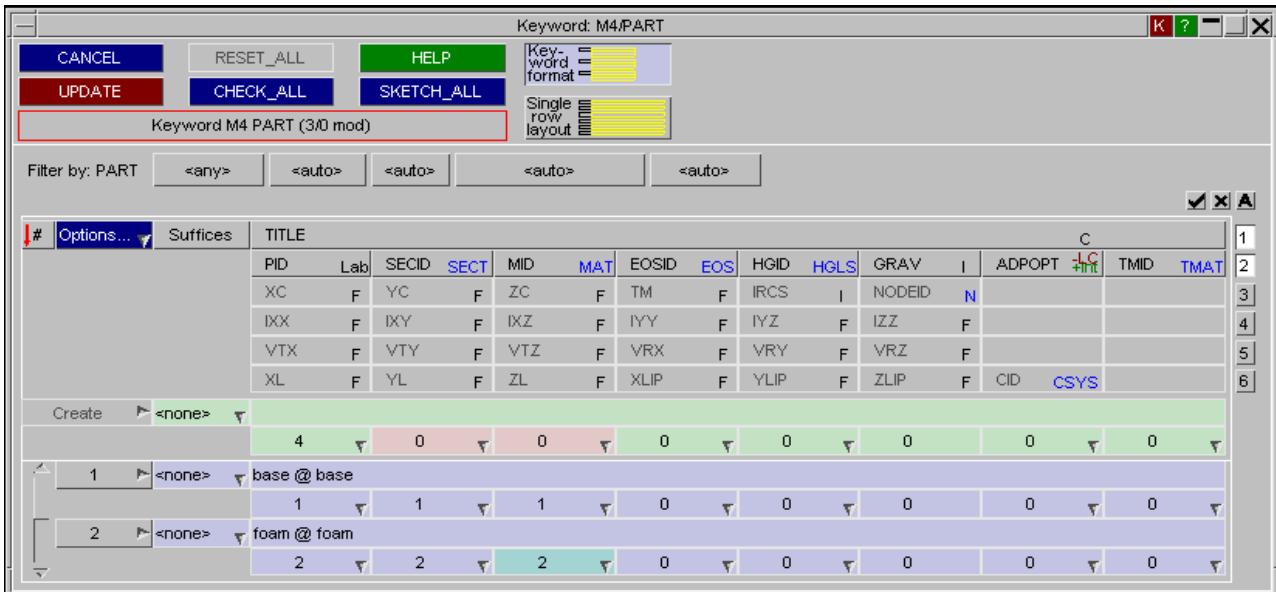 Keyword: M4/PART K ?
CANCEL RESET_ALL HELP Key-word format
UPDATE CHECK_ALL SKETCH_ALL Single row layout
Keyword M4 PART (3/0 mod)
Filter by: PART <any> <auto> <auto> <auto> <auto>
A
# Options... Suffices TITLE C 1
PID Lab SECID SECT MID MAT EOSID EOS HGID HGLS GRAV I ADPOPT -LC +Int TMID TMAT 2
XC F YC F ZC F TM F IRCS I NODEID N 3
IXX F IXY F IXZ F IYY F IYZ F IZZ F 4
VTX F VTY F VTZ F VRX F VRY F VRZ F 5
XL F YL F ZL F XLIP F YLIP F ZLIP F CID CSYS 6
Create <none>
4 0 0 0 0 0 0 0
1 <none> base @ base
1 1 1 0 0 0 0 0
2 <none> foam @ foam
2 2 2 0 0 0 0 0